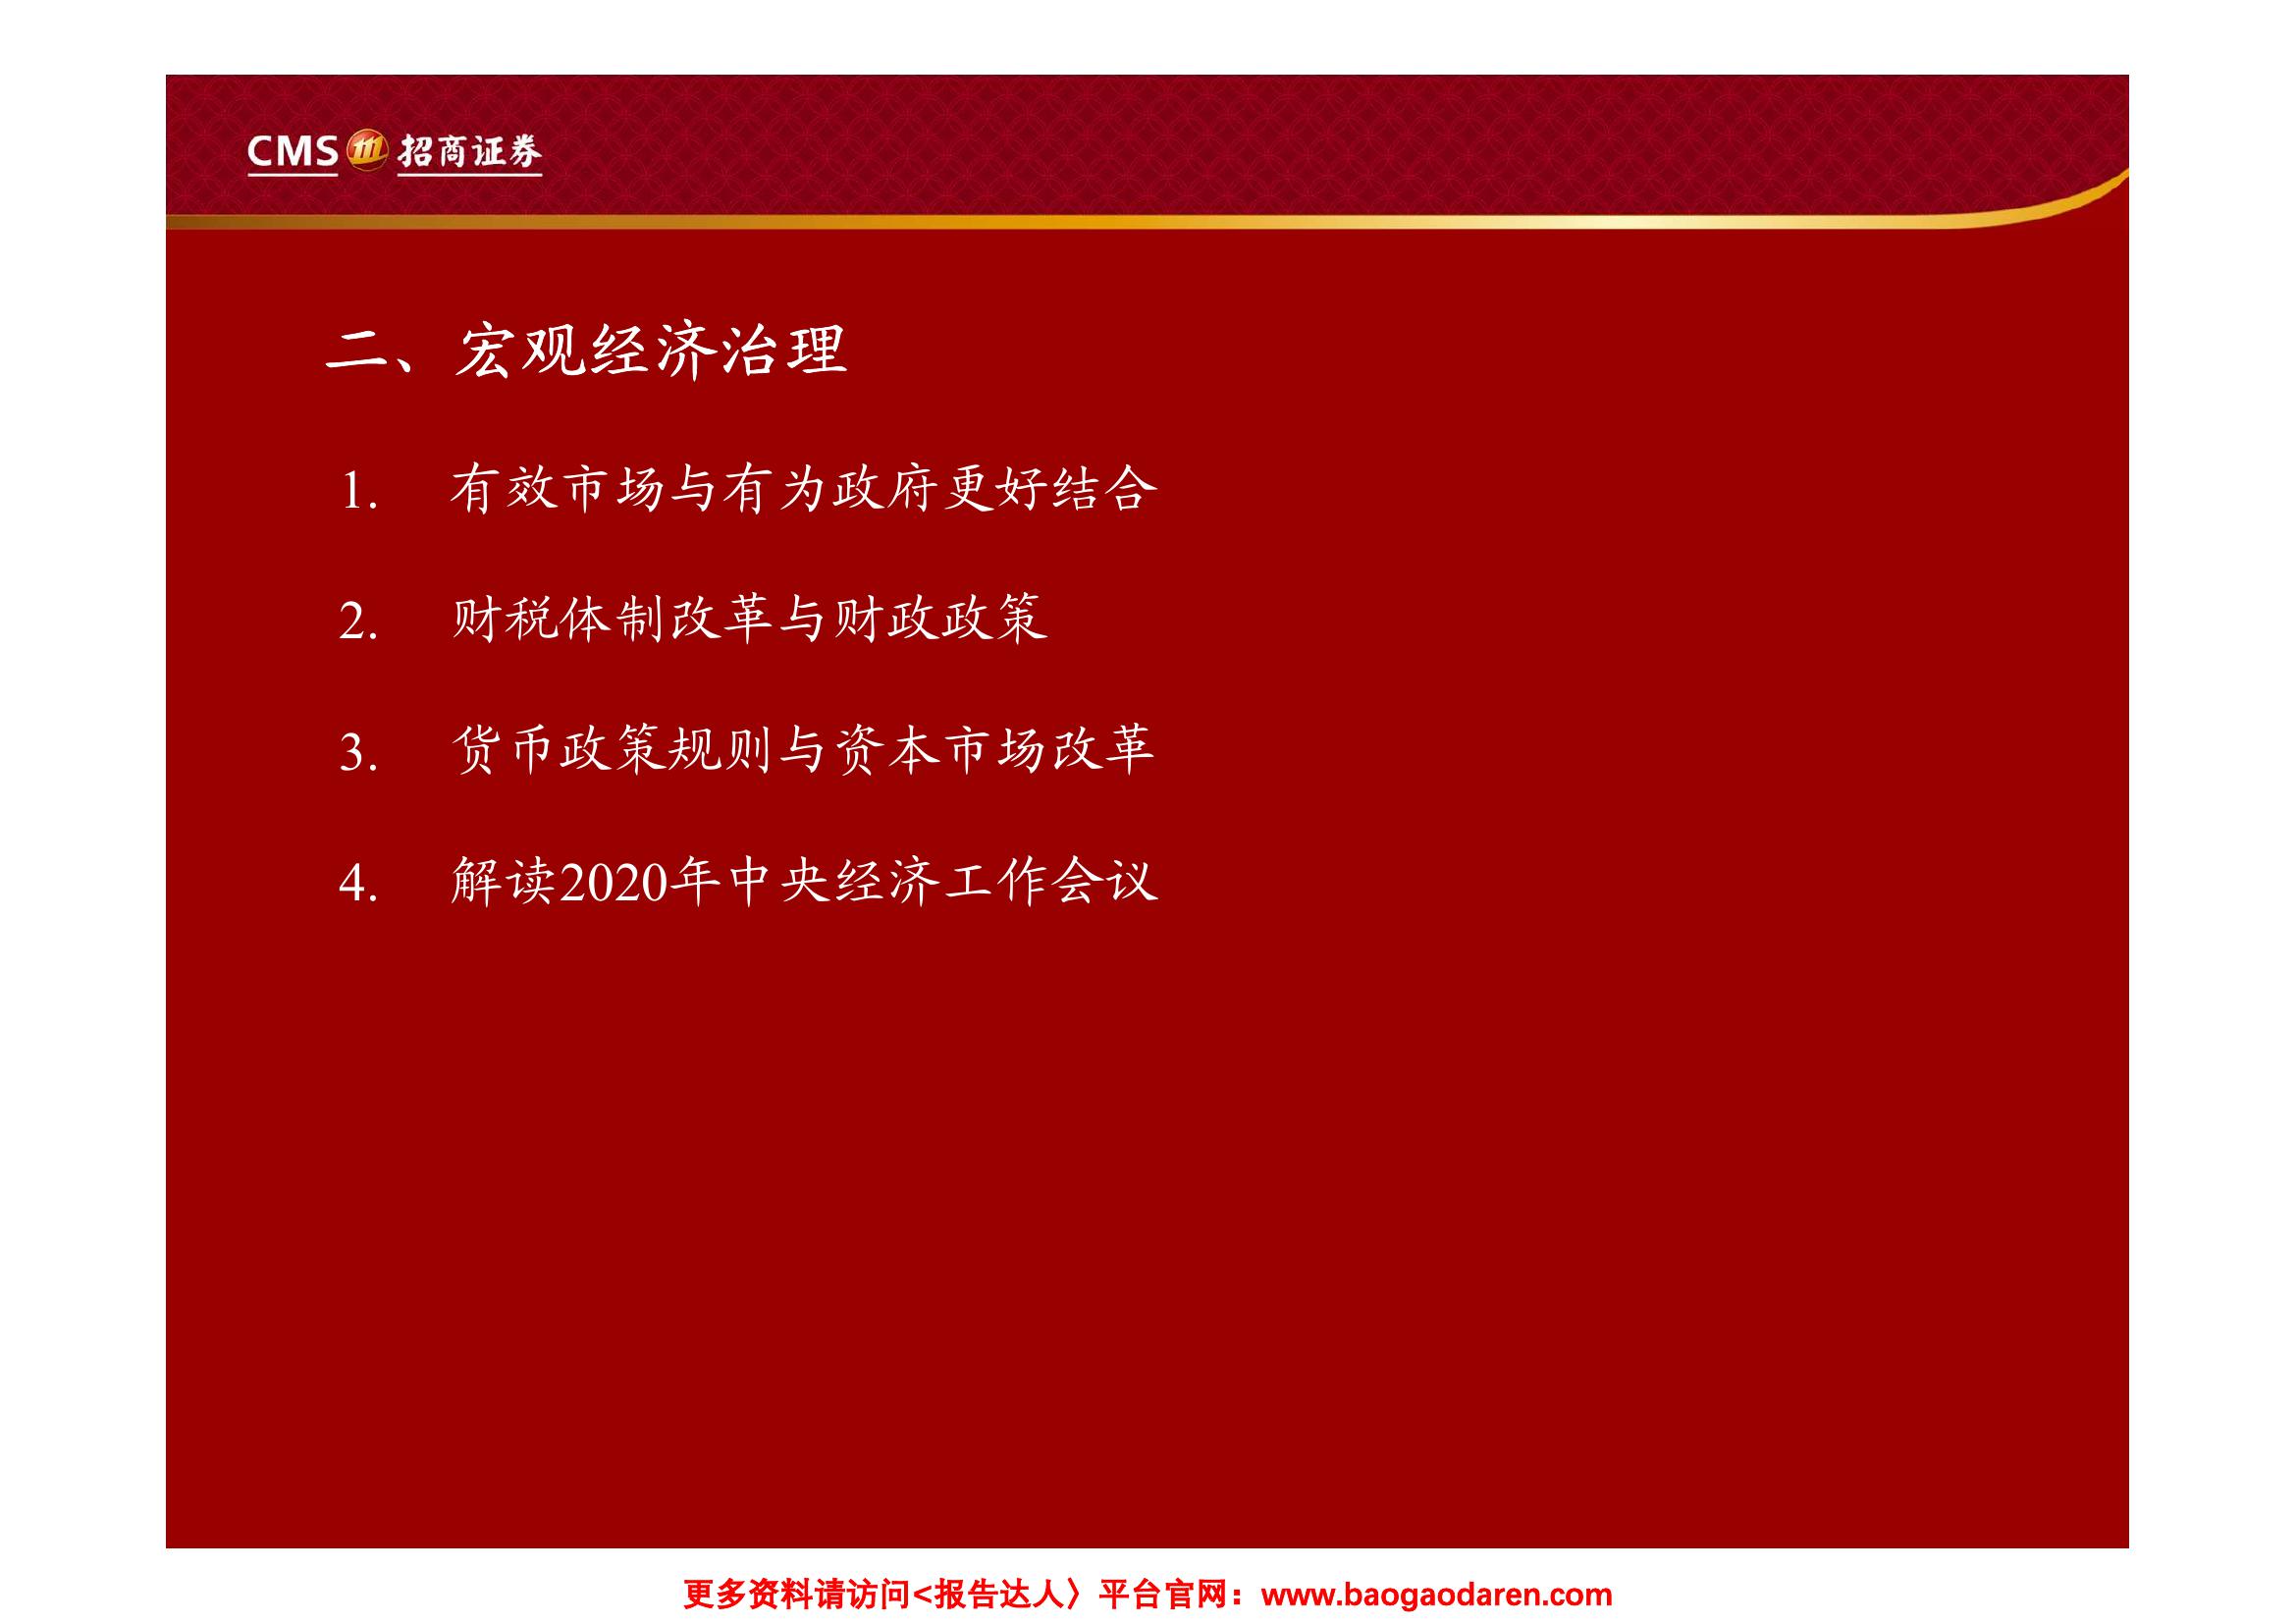 CMS 招商证券
二、宏观经济治理
1. 有效市场与有为政府更好结合
2. 财税体制改革与财政政策
3. 货币政策规则与资本市场改革
4. 解读2020年中央经济工作会议
更多资料请访问<报告达人〉平台官网：www.baogaodaren.com